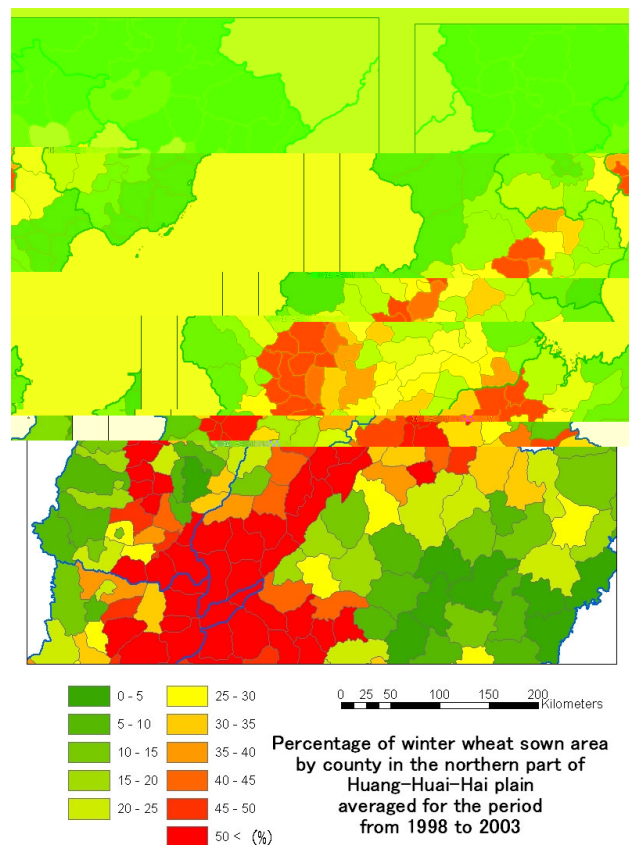 0 - 5
5 - 10
10 - 15
15 - 20
20 - 25
25 - 30
30 - 35
35 - 40
40 - 45
45 - 50
50 < (%)
0 25 50 100 150 200
Kilometers
Percentage of winter wheat sown area
by county in the northern part of
Huang-Huai-Hai plain
averaged for the period
from 1998 to 2003